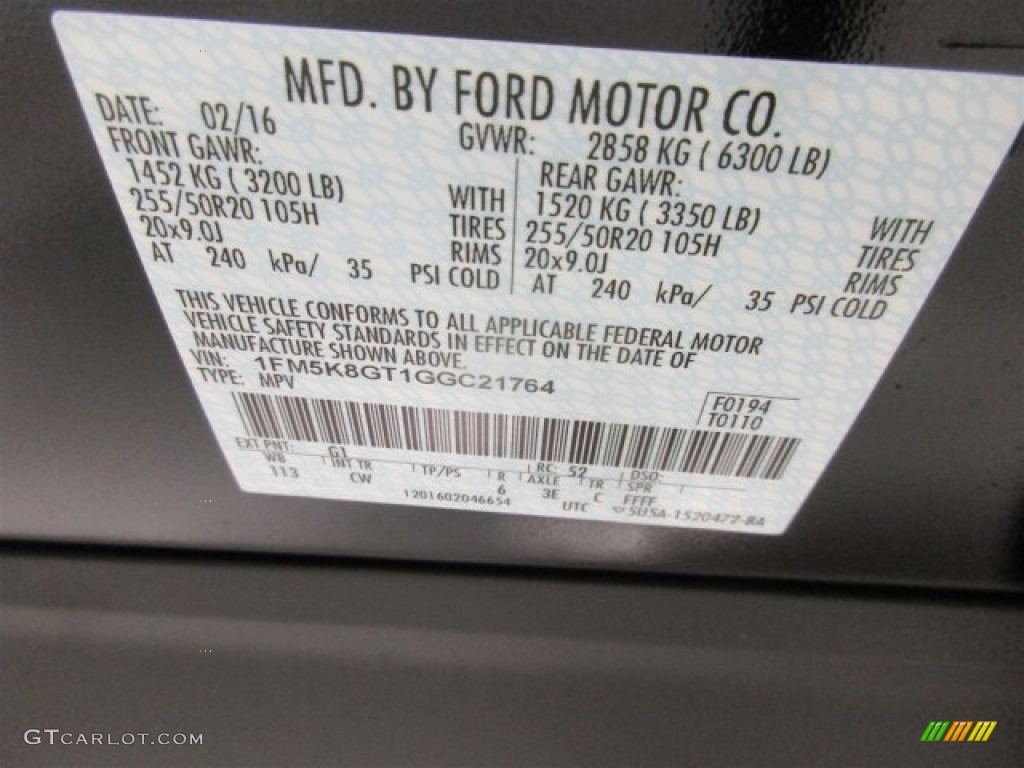 MFD. BY FORD MOTOR CO.
DATE: 02/16 GVWR: 2858 KG ( 6300 LB)
FRONT GAWR: REAR GAWR:
1452 KG ( 3200 LB) WITH 1520 KG ( 3350 LB) WITH
255/50R20 105H TIRES 255/50R20 105H TIRES
20x9.0J RIMS 20x9.0J RIMS
AT 240 kPa/ 35 PSI COLD AT 240 kPa/ 35 PSI COLD
THIS VEHICLE CONFORMS TO ALL APPLICABLE FEDERAL MOTOR
VEHICLE SAFETY STANDARDS IN EFFECT ON THE DATE OF
MANUFACTURE SHOWN ABOVE.
VIN: 1FM5K8GT1GGC21764
TYPE: MPV
F0194
T0110
EXT PNT: G1 RC: 52 DSO:
WB INT TR TP/PS R AXLE TR SPR
113 CW 6 3E C FFFF
1201602046654 UTC 5U5A-1520472-BA
GTCARLOT.COM